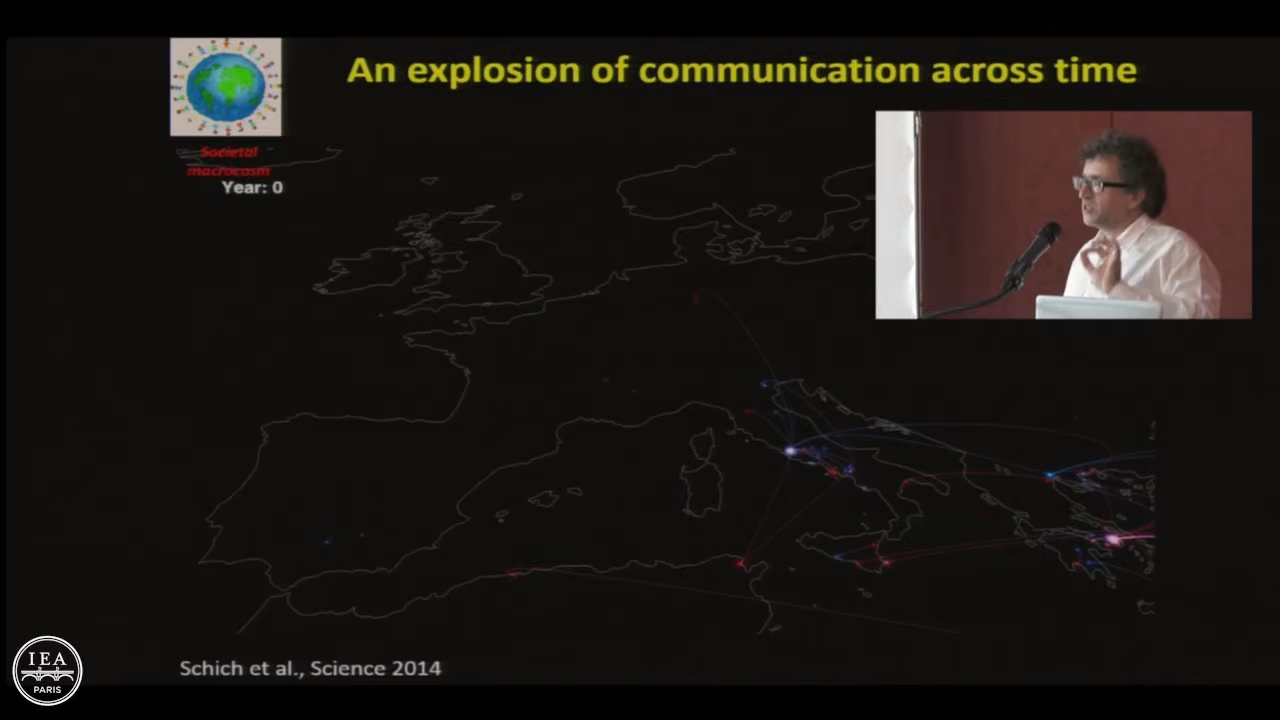 An explosion of communication across time
Societal
macrocosm
Year: 0
Schich et al., Science 2014
IEA
PARIS